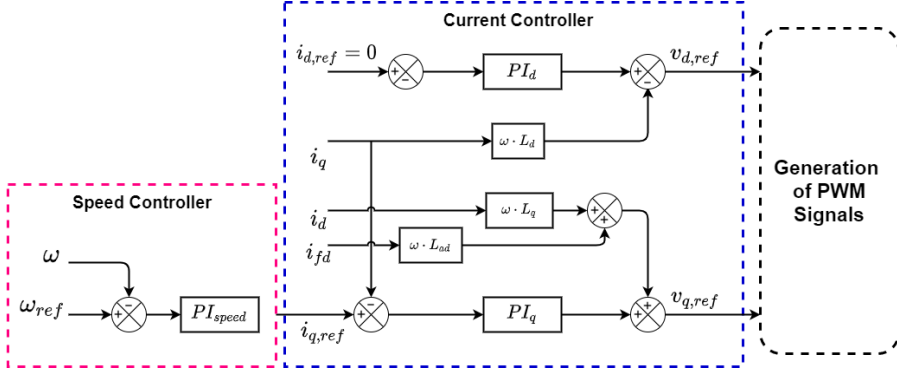 Current Controller
i_{d,ref} = 0
+
−
PI_d
+
−
v_{d,ref}
i_q
ω · L_d
Generation
of PWM
Signals
Speed Controller
i_d
ω · L_q
+
+
i_{fd}
ω · L_{ad}
ω
ω_{ref}
−
+
PI_{speed}
i_{q,ref}
−
+
PI_q
+
+
v_{q,ref}